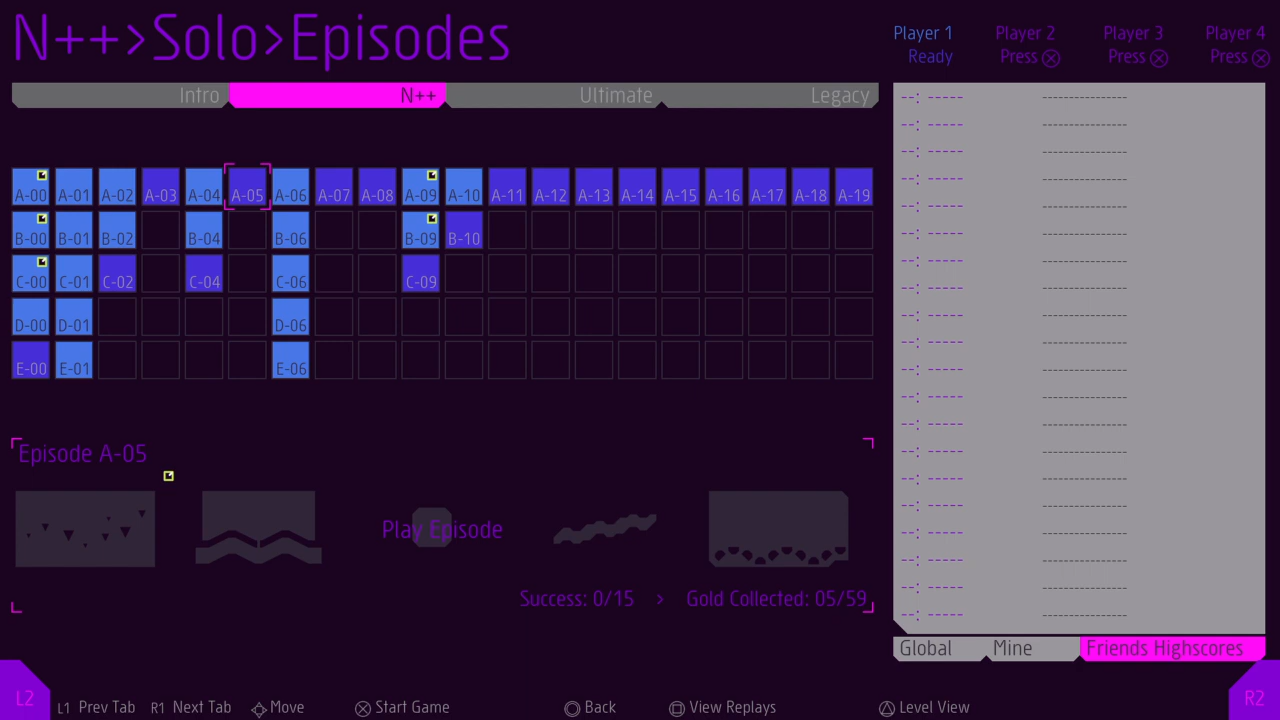 N++>Solo>Episodes
Player 1 Player 2 Player 3 Player 4
Ready Press Press Press
Intro N++ Ultimate Legacy
A-00 A-01 A-02 A-03 A-04 A-05 A-06 A-07 A-08 A-09 A-10 A-11 A-12 A-13 A-14 A-15 A-16 A-17 A-18 A-19
B-00 B-01 B-02 B-04 B-06 B-09 B-10
C-00 C-01 C-02 C-04 C-06 C-09
D-00 D-01 D-06
E-00 E-01 E-06
Episode A-05
Play Episode
Success: 0/15 > Gold Collected: 05/59
Global Mine Friends Highscores
L2 L1 Prev Tab R1 Next Tab Move Start Game Back View Replays Level View R2